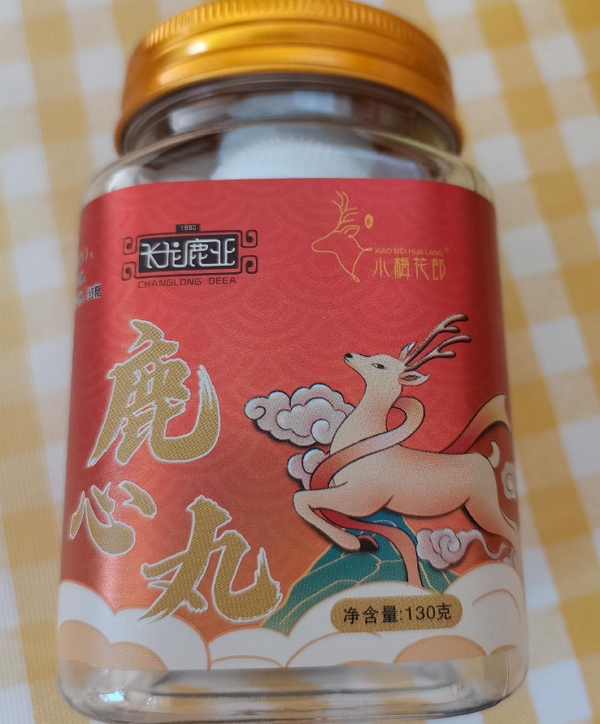 1990
长龙鹿业
CHANGLONG DEEA
XIAO MEI HUA LANG
小梅花郎
鹿
心
丸
净含量:130克